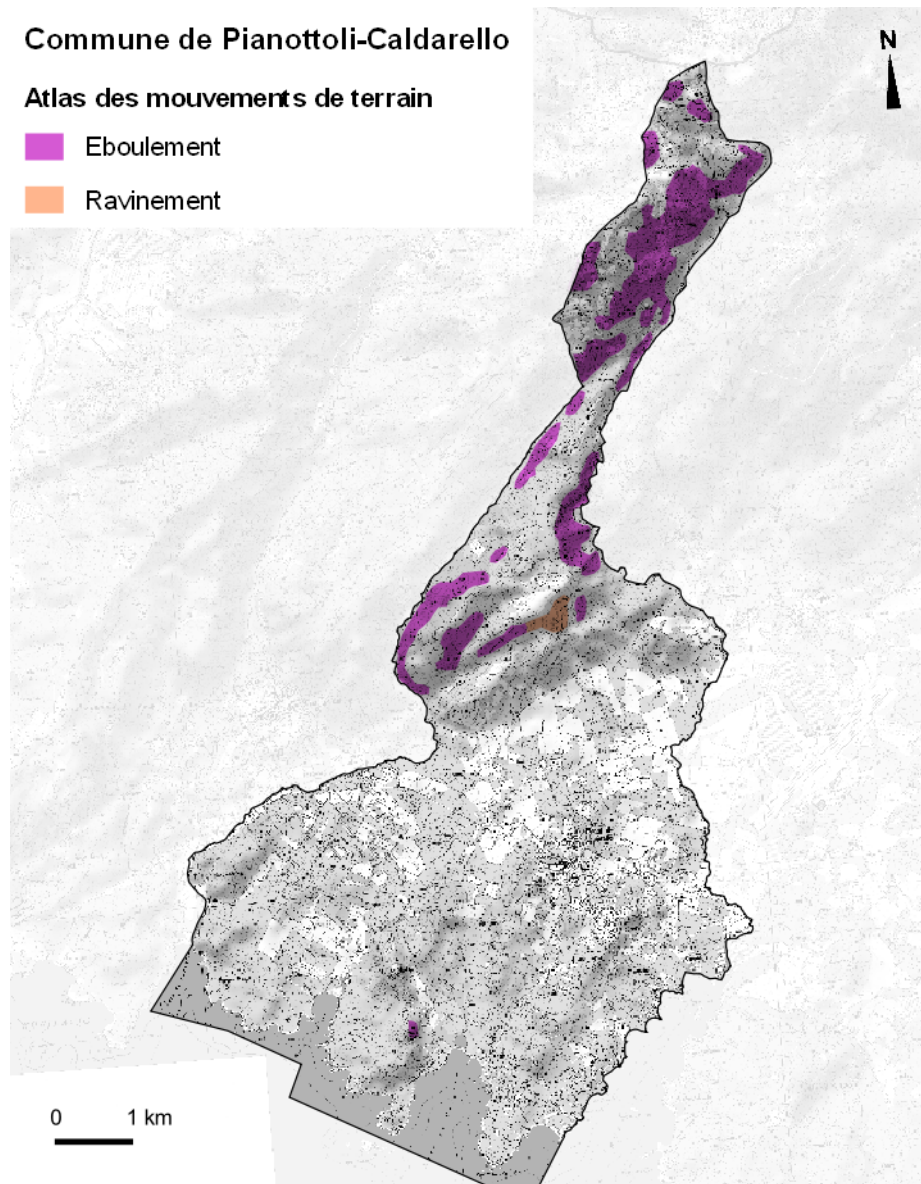 Commune de Pianottoli-Caldarello
N
Atlas des mouvements de terrain
Eboulement
Ravinement
0 1 km